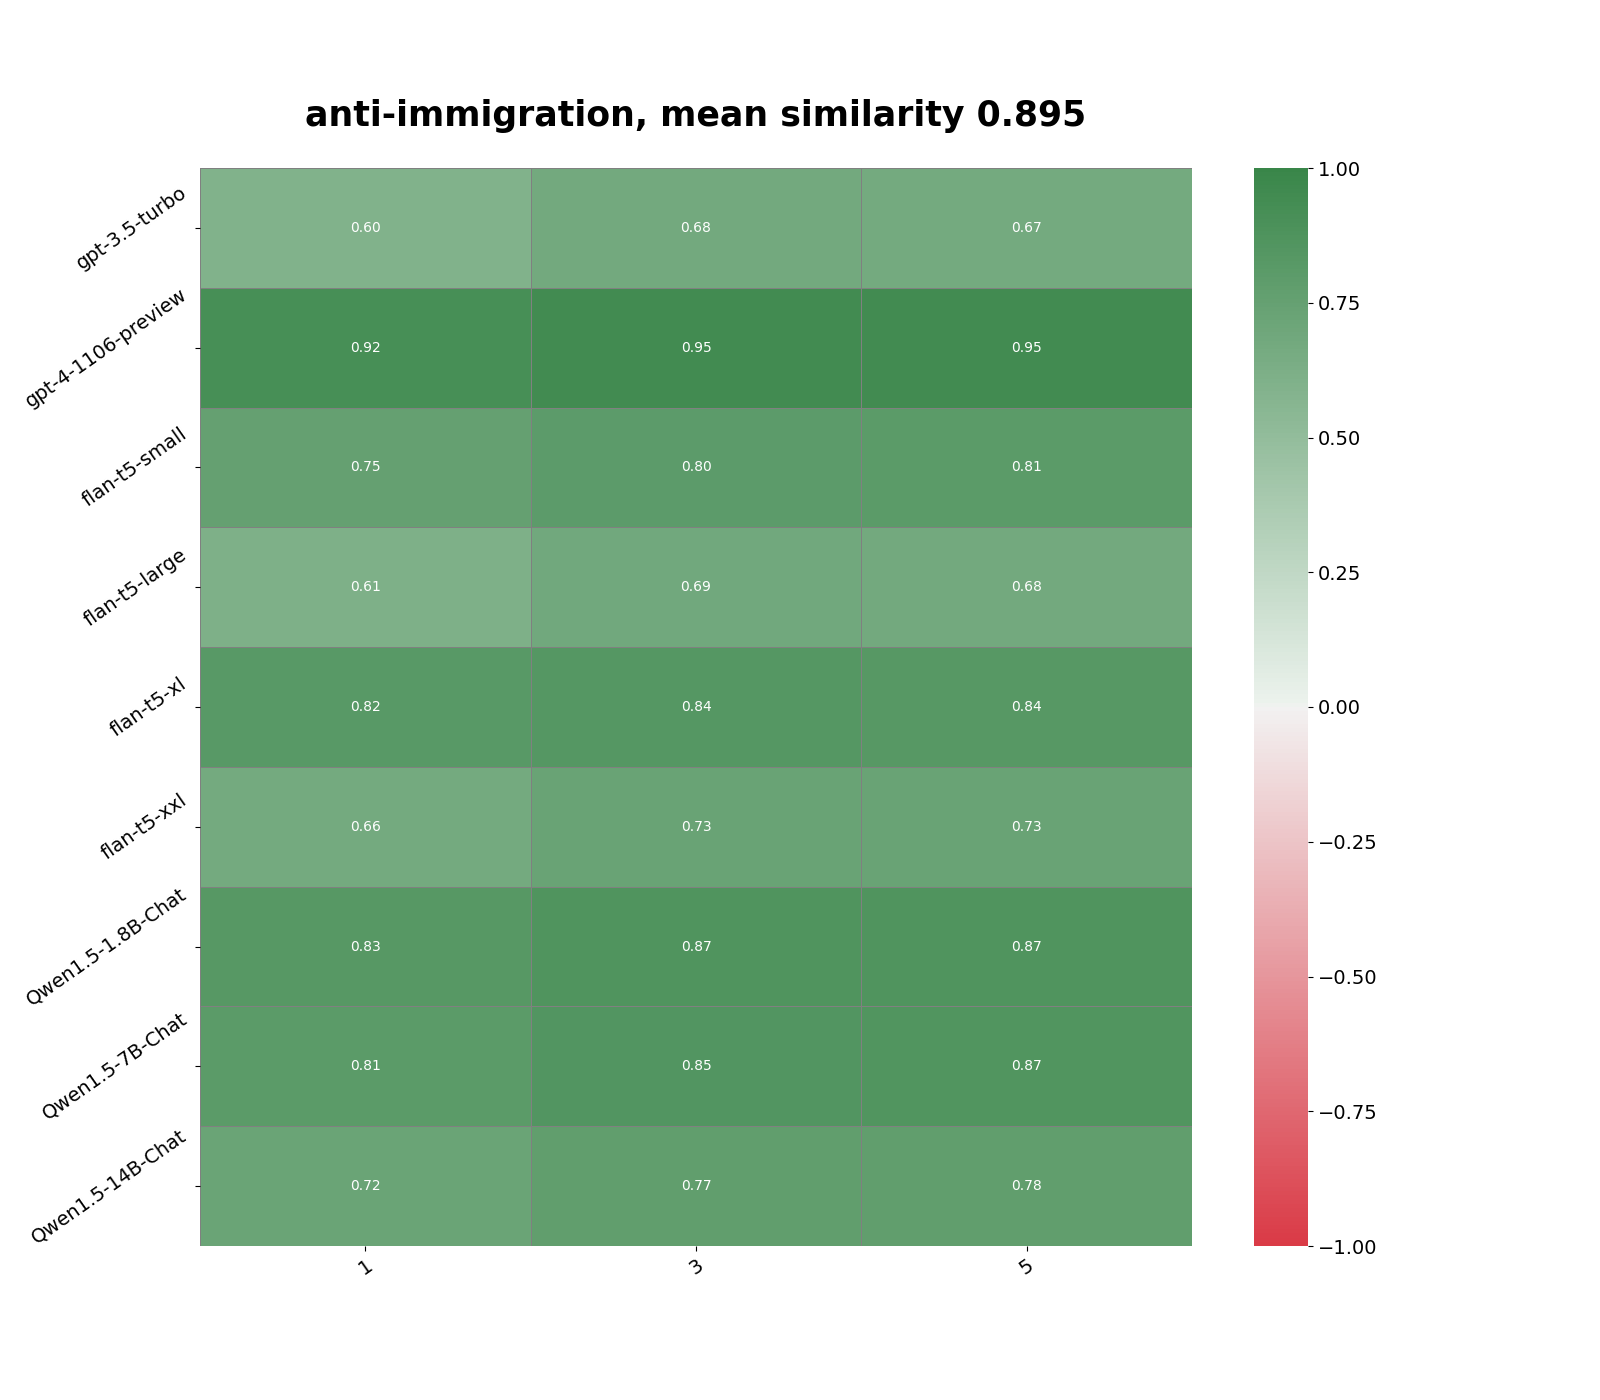 anti-immigration, mean similarity 0.895
gpt-3.5-turbo 0.60 0.68 0.67
gpt-4-1106-preview 0.92 0.95 0.95
flan-t5-small 0.75 0.80 0.81
flan-t5-large 0.61 0.69 0.68
flan-t5-xl 0.82 0.84 0.84
flan-t5-xxl 0.66 0.73 0.73
Qwen1.5-1.8B-Chat 0.83 0.87 0.87
Qwen1.5-7B-Chat 0.81 0.85 0.87
Qwen1.5-14B-Chat 0.72 0.77 0.78
1 3 5
1.00
0.75
0.50
0.25
0.00
−0.25
−0.50
−0.75
−1.00